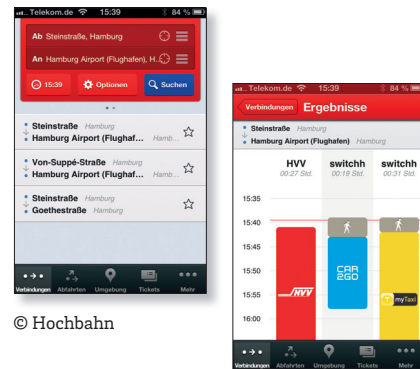 Telekom.de 15:39 84 %
Ab Steinstraße, Hamburg
An Hamburg Airport (Flughafen), H...
15:39 Optionen Suchen
Steinstraße Hamburg
Hamburg Airport (Flughaf... Hamb...
Von-Suppé-Straße Hamburg
Hamburg Airport (Flughaf... Hamb...
Steinstraße Hamburg
Goethestraße Hamburg
Verbindungen Abfahrten Umgebung Tickets Mehr
© Hochbahn
Telekom.de 15:39 84 %
Verbindungen Ergebnisse
Steinstraße Hamburg
Hamburg Airport (Flughafen) Hamburg
HVV switchh switchh
00:27 Std. 00:19 Std. 00:31 Std.
15:35
15:40
15:45
15:50
CAR
2GO
15:55
HVV
myTaxi
16:00
Verbindungen Abfahrten Umgebung Tickets Mehr